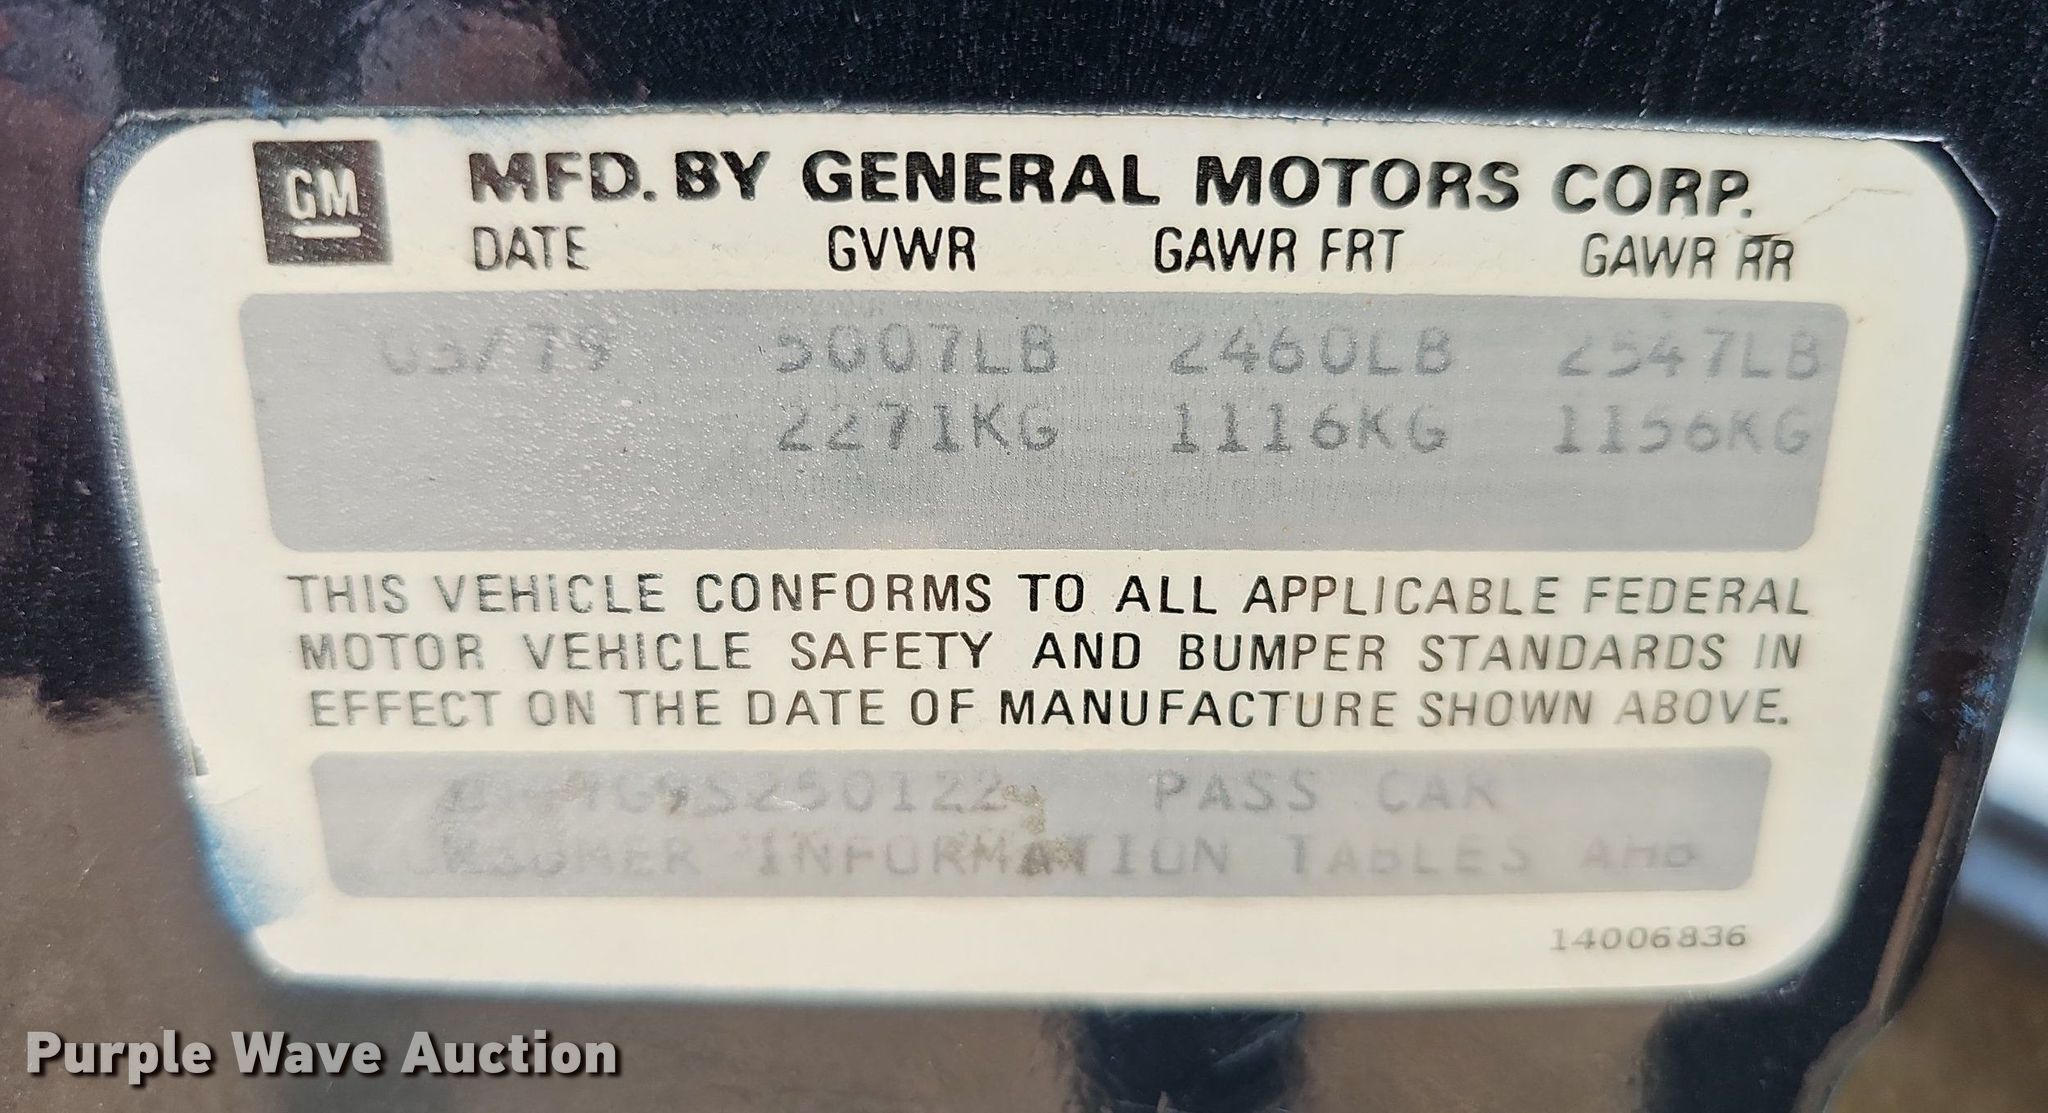 GM MFD. BY GENERAL MOTORS CORP.
DATE GVWR GAWR FRT GAWR RR
03/79 5007LB 2460LB 2547LB
2271KG 1116KG 1156KG
THIS VEHICLE CONFORMS TO ALL APPLICABLE FEDERAL
MOTOR VEHICLE SAFETY AND BUMPER STANDARDS IN
EFFECT ON THE DATE OF MANUFACTURE SHOWN ABOVE.
PASS CAR
INFORMATION TABLES
14006836
Purple Wave Auction